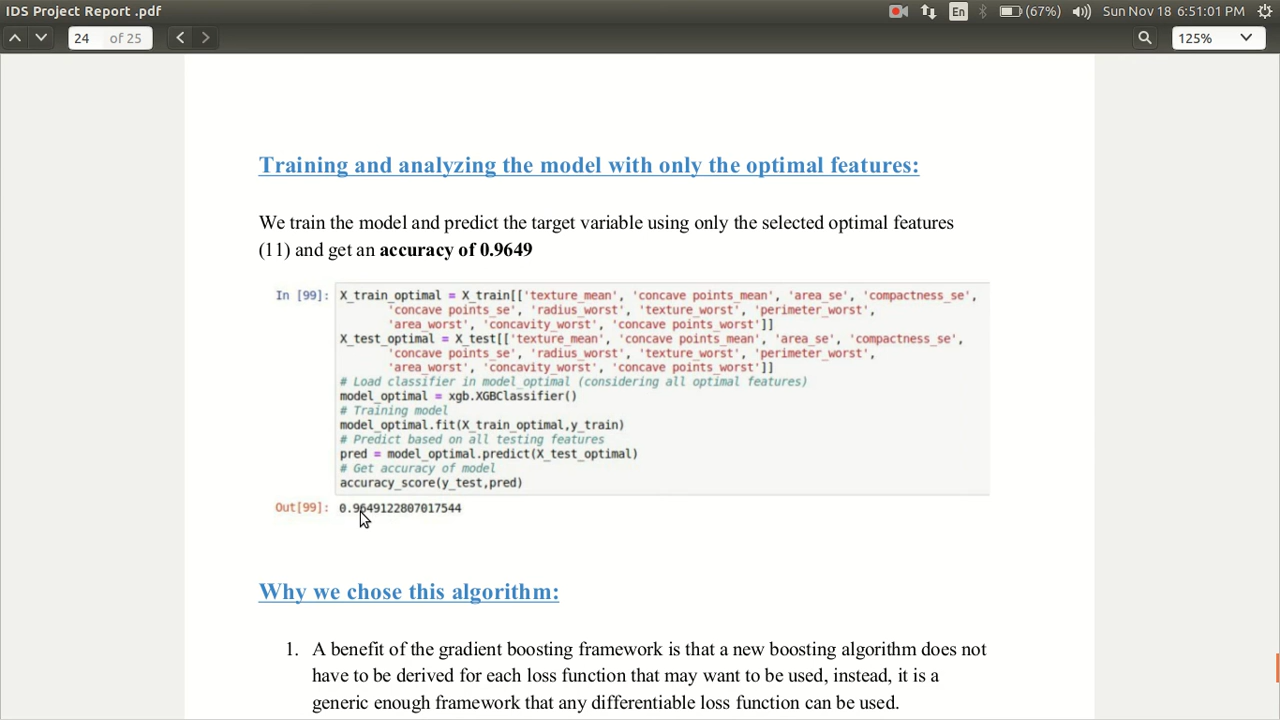 IDS Project Report .pdf
En
(67%)
Sun Nov 18 6:51:01 PM
24 of 25
125%
Training and analyzing the model with only the optimal features:
We train the model and predict the target variable using only the selected optimal features
(11) and get an accuracy of 0.9649
In [99]: X_train_optimal = X_train[['texture_mean', 'concave points_mean', 'area_se', 'compactness_se',
'concave points_se', 'radius_worst', 'texture_worst', 'perimeter_worst',
'area_worst', 'concavity_worst', 'concave points_worst']]
X_test_optimal = X_test[['texture_mean', 'concave points_mean', 'area_se', 'compactness_se',
'concave points_se', 'radius_worst', 'texture_worst', 'perimeter_worst',
'area_worst', 'concavity_worst', 'concave points_worst']]
# Load classifier in model_optimal (considering all optimal features)
model_optimal = xgb.XGBClassifier()
# Training model
model_optimal.fit(X_train_optimal,y_train)
# Predict based on all testing features
pred = model_optimal.predict(X_test_optimal)
# Get accuracy of model
accuracy_score(y_test,pred)
Out[99]: 0.9649122807017544
Why we chose this algorithm:
1. A benefit of the gradient boosting framework is that a new boosting algorithm does not
have to be derived for each loss function that may want to be used, instead, it is a
generic enough framework that any differentiable loss function can be used.